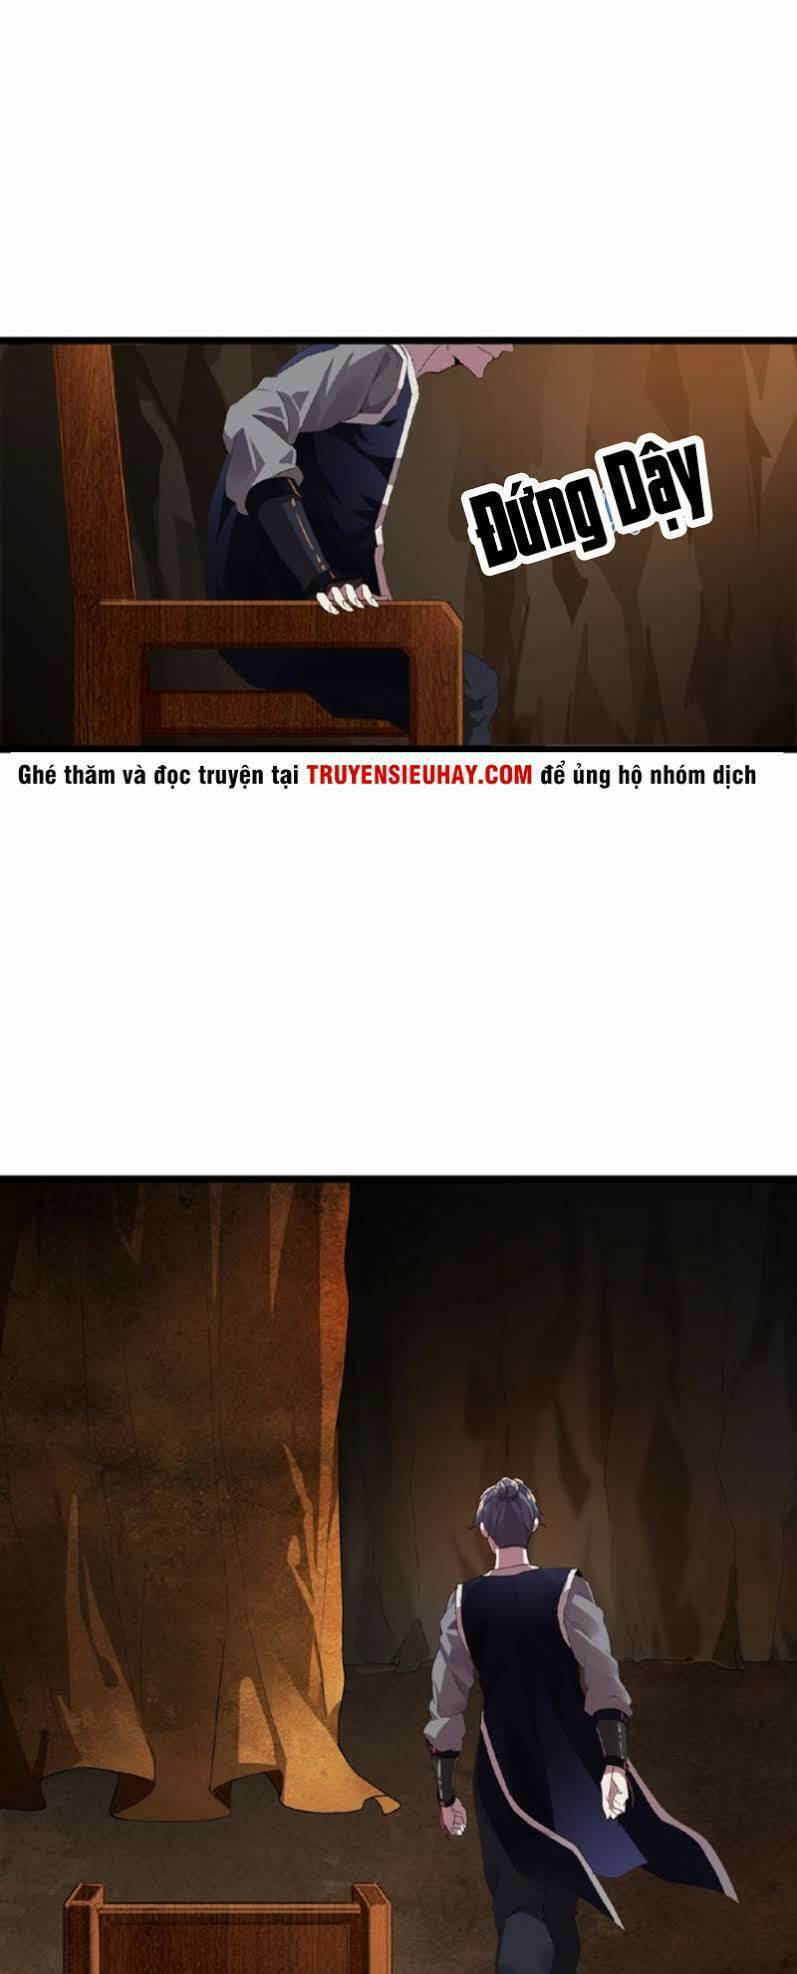 Đứng Dậy
Ghé thăm và đọc truyện tại TRUYENSIEUHAY.COM để ủng hộ nhóm dịch